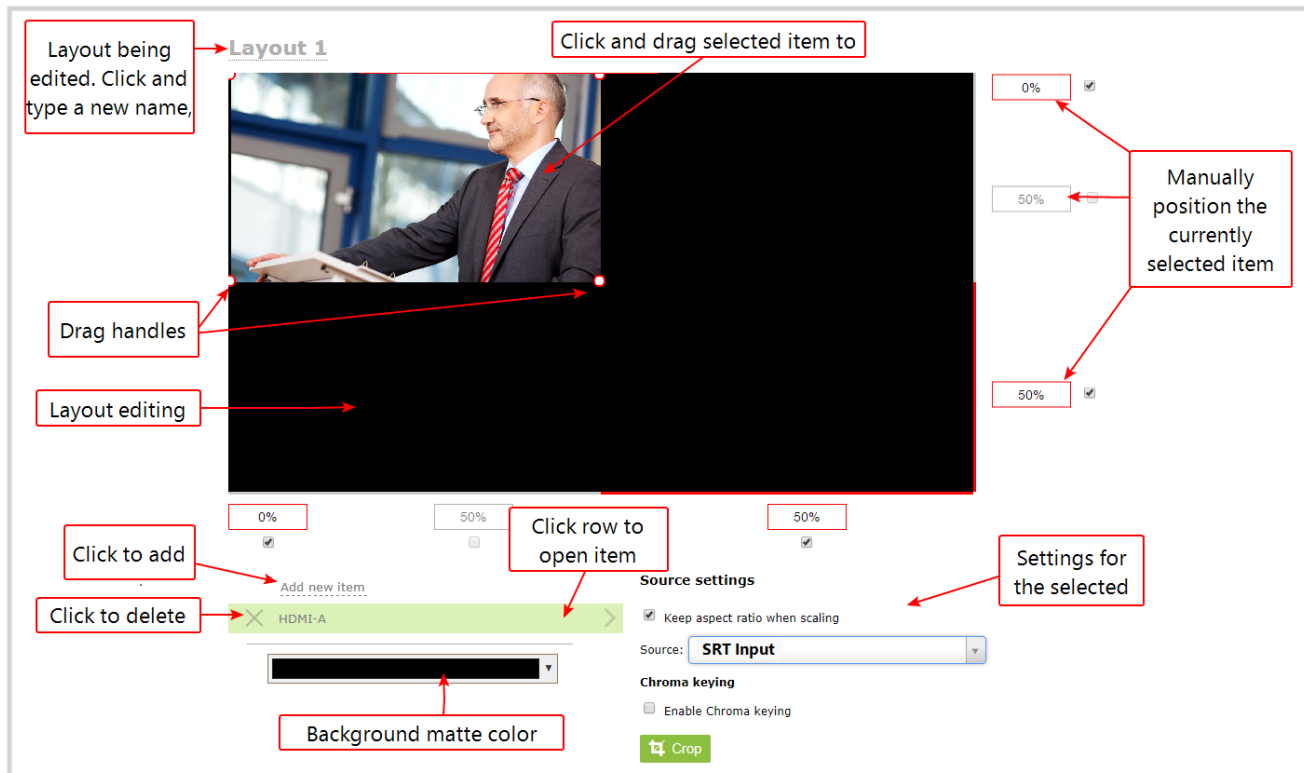 Layout being
edited. Click and
type a new name,
Layout 1
Click and drag selected item to
0%
50%
Manually
position the
currently
selected item
50%
Drag handles
Layout editing
0%
50%
50%
Click row to
open item
Click to add
.
Add new item
Click to delete
HDMI-A
Background matte color
Source settings
Keep aspect ratio when scaling
Source: SRT Input
Chroma keying
Enable Chroma keying
Crop
Settings for
the selected